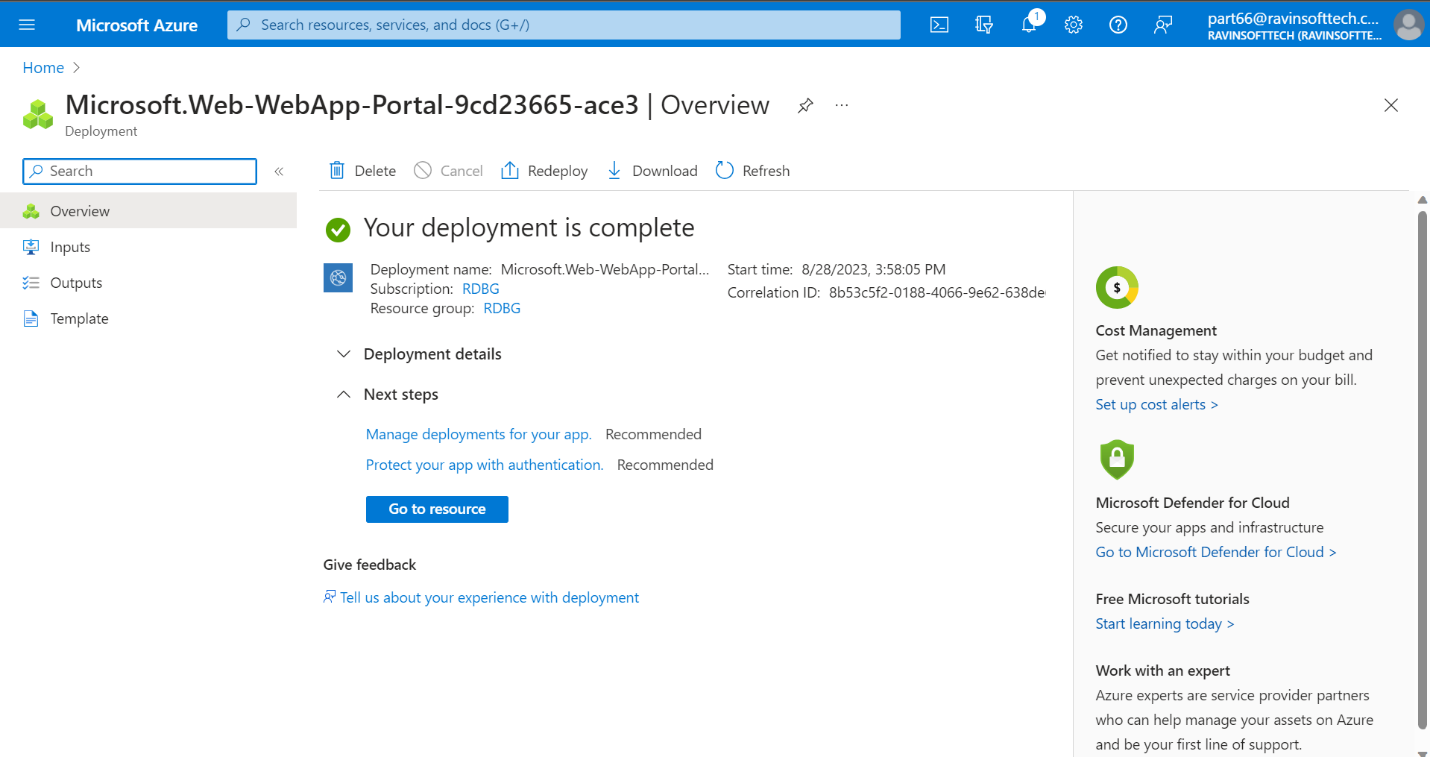 Microsoft Azure
Search resources, services, and docs (G+/)
1
part66@ravinsofttech.c...
RAVINSOFTTECH (RAVINSOFTTE...
Home >
Microsoft.Web-WebApp-Portal-9cd23665-ace3 | Overview
Deployment
Search
Delete Cancel Redeploy Download Refresh
Overview
Inputs
Outputs
Template
Your deployment is complete
Deployment name: Microsoft.Web-WebApp-Portal...
Subscription: RDBG
Resource group: RDBG
Start time: 8/28/2023, 3:58:05 PM
Correlation ID: 8b53c5f2-0188-4066-9e62-638de
Deployment details
Next steps
Manage deployments for your app. Recommended
Protect your app with authentication. Recommended
Go to resource
Give feedback
Tell us about your experience with deployment
$
Cost Management
Get notified to stay within your budget and
prevent unexpected charges on your bill.
Set up cost alerts >
Microsoft Defender for Cloud
Secure your apps and infrastructure
Go to Microsoft Defender for Cloud >
Free Microsoft tutorials
Start learning today >
Work with an expert
Azure experts are service provider partners
who can help manage your assets on Azure
and be your first line of support.